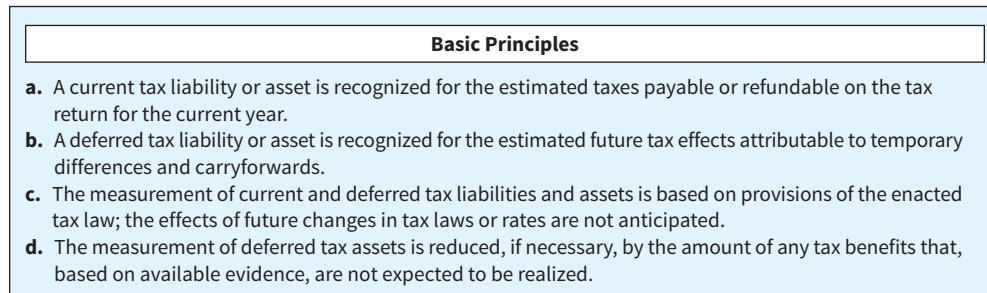 Basic Principles
a. A current tax liability or asset is recognized for the estimated taxes payable or refundable on the tax
return for the current year.
b. A deferred tax liability or asset is recognized for the estimated future tax effects attributable to temporary
differences and carryforwards.
c. The measurement of current and deferred tax liabilities and assets is based on provisions of the enacted
tax law; the effects of future changes in tax laws or rates are not anticipated.
d. The measurement of deferred tax assets is reduced, if necessary, by the amount of any tax benefits that,
based on available evidence, are not expected to be realized.